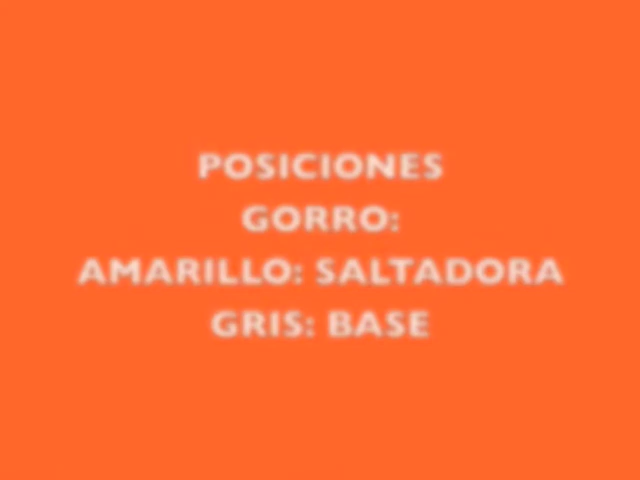 POSICIONES
GORRO:
AMARILLO: SALTADORA
GRIS: BASE